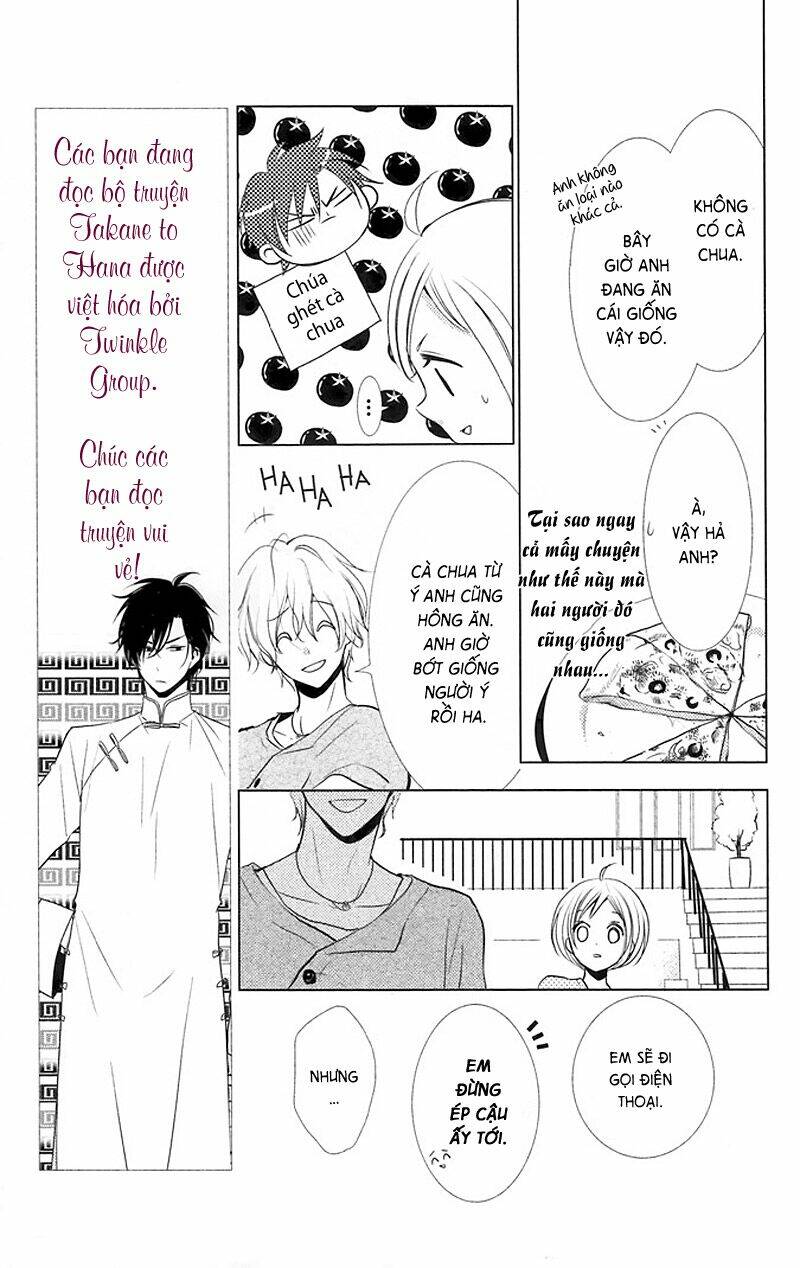 KHÔNG
CÓ CÀ
CHUA.
Anh không
ăn loại nào
khác cả.
BÂY
GIỜ ANH
ĐANG ĂN
CÁI GIỐNG
VẬY ĐÓ.
À,
VẬY HẢ
ANH?
Tại sao ngay
cả mấy chuyện
như thế này mà
hai người đó
cũng giống
nhau...
Chúa
ghét cà
chua
...
HA HA HA
CÀ CHUA TỪ
Ý ANH CŨNG
HÔNG ĂN.
ANH GIỜ
BỚT GIỐNG
NGƯỜI Ý
RỒI HA.
EM SẼ ĐI
GỌI ĐIỆN
THOẠI.
EM
ĐỪNG
ÉP CẬU
ẤY TỚI.
NHƯNG
...
Các bạn đang
đọc bộ truyện
Takane to
Hana được
việt hóa bởi
Twinkle
Group.
Chúc các
bạn đọc
truyện vui
vẻ!